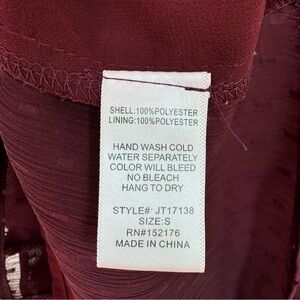 SHELL:100%POLYESTER
LINING:100%POLYESTER
HAND WASH COLD
WATER SEPARATELY
COLOR WILL BLEED
NO BLEACH
HANG TO DRY
STYLE#: JT17138
SIZE:S
RN#152176
MADE IN CHINA